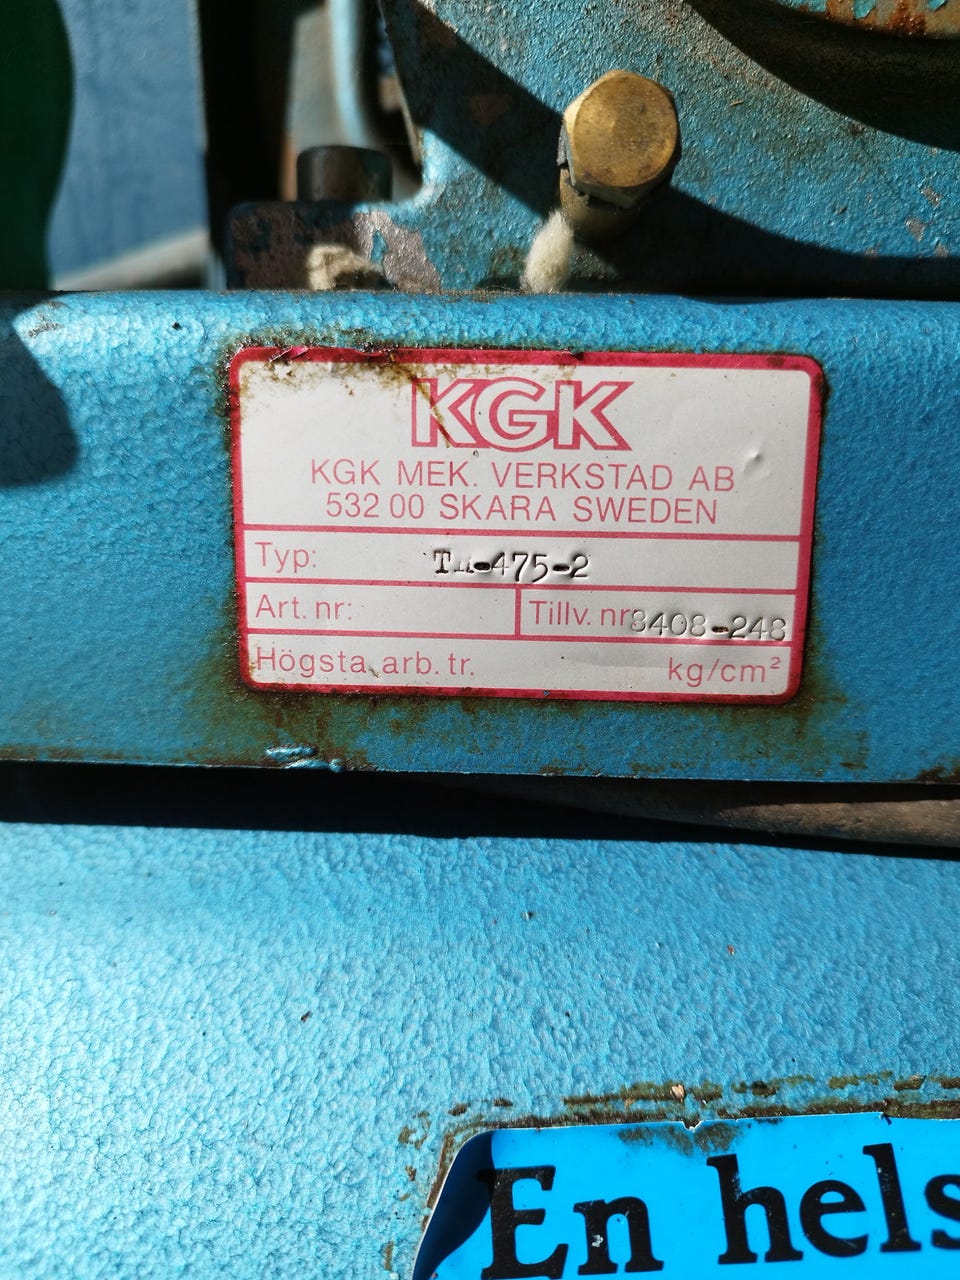 KGK
KGK MEK. VERKSTAD AB
532 00 SKARA SWEDEN
Typ:
Art. nr: Tillv. nr 8408-248
Högsta arb. tr. kg/cm²
En hels